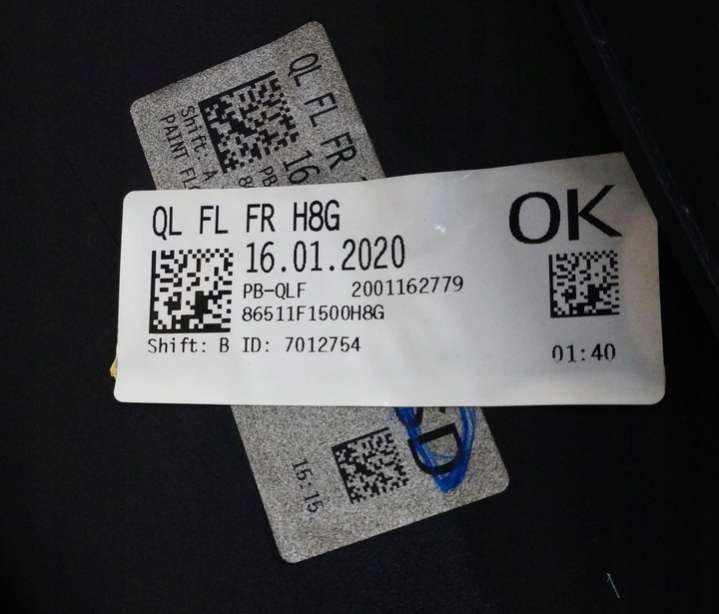 QL FL FR H8G
OK
16.01.2020
PB-QLF 2001162779
86511F1500H8G
Shift: B ID: 7012754
01:40
QL FL FR
16
PB
Shift: A
PAINT
15:15